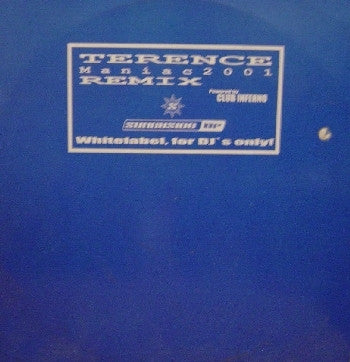 TERENCE
Maniac2001
REMIX
Powered by
CLUB INFERNO
S
Whitelabel, for DJ's only!